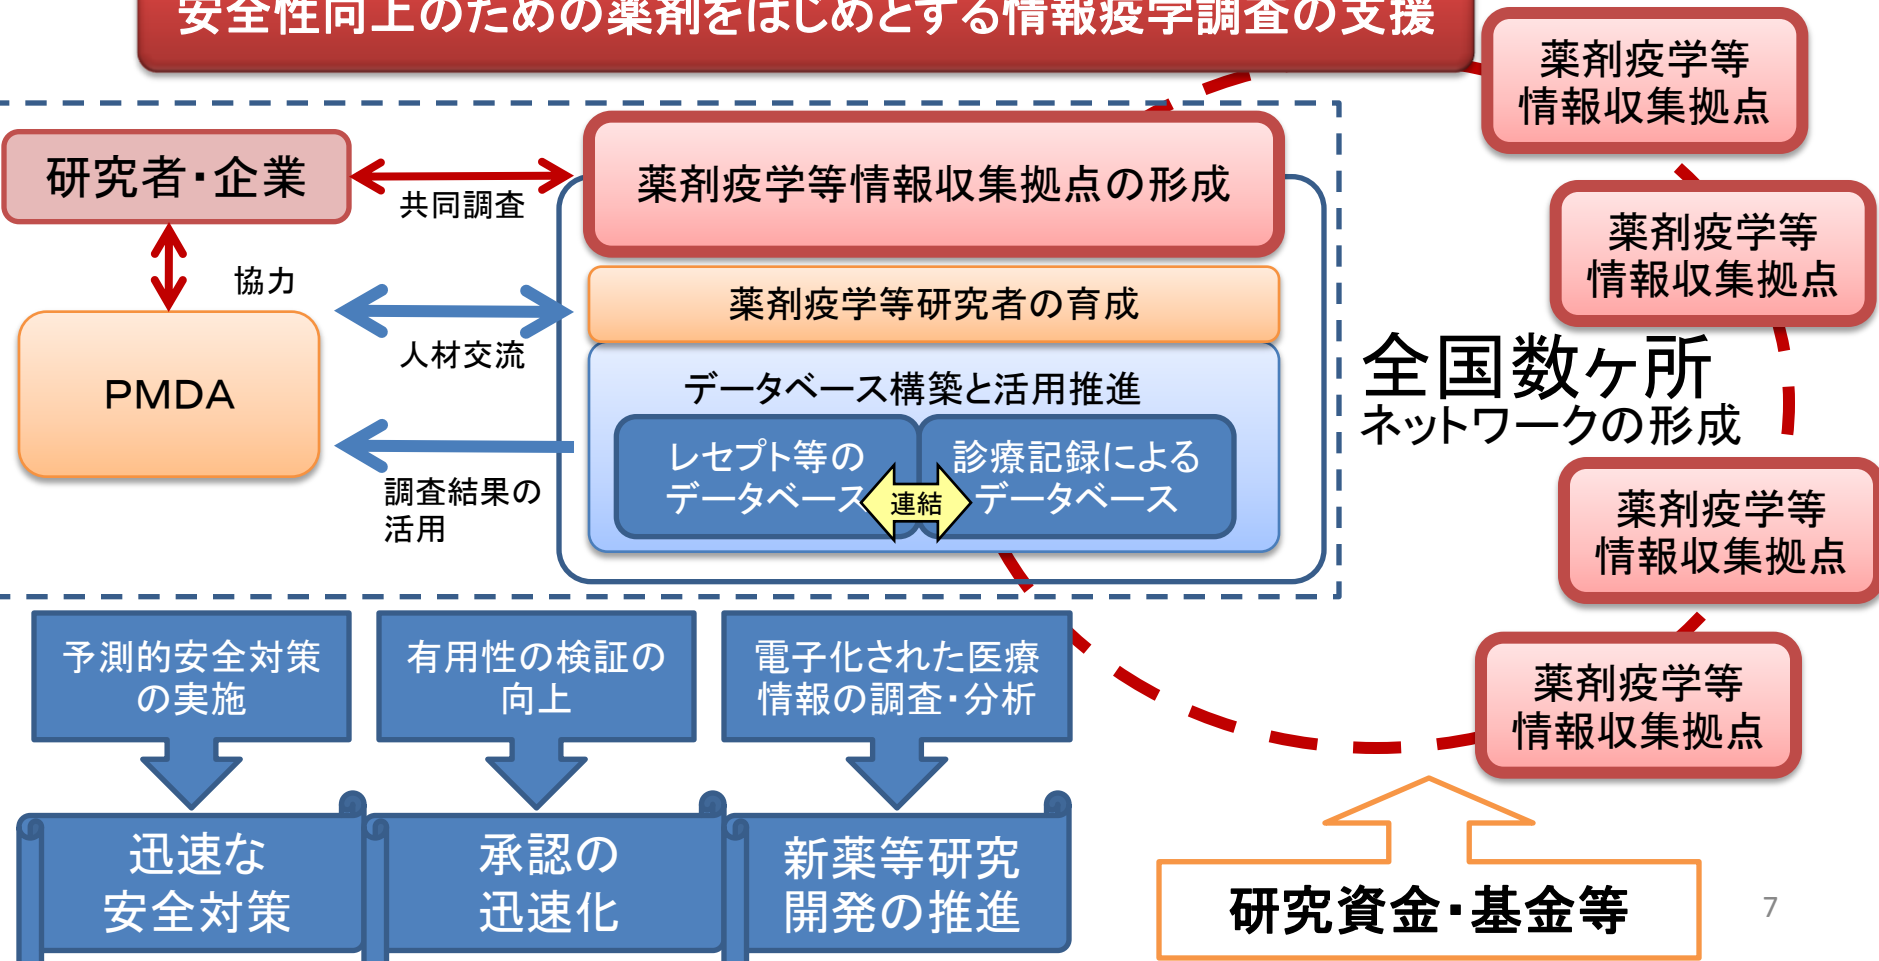 安全性向上のための薬剤をはじめとする情報疫学調査の支援
研究者・企業
共同調査
協力
人材交流
PMDA
調査結果の
活用
薬剤疫学等情報収集拠点の形成
薬剤疫学等研究者の育成
データベース構築と活用推進
レセプト等の
データベース
連結
診療記録による
データベース
薬剤疫学等
情報収集拠点
薬剤疫学等
情報収集拠点
全国数ヶ所
ネットワークの形成
薬剤疫学等
情報収集拠点
薬剤疫学等
情報収集拠点
予測的安全対策
の実施
有用性の検証の
向上
電子化された医療
情報の調査・分析
迅速な
安全対策
承認の
迅速化
新薬等研究
開発の推進
研究資金・基金等
7